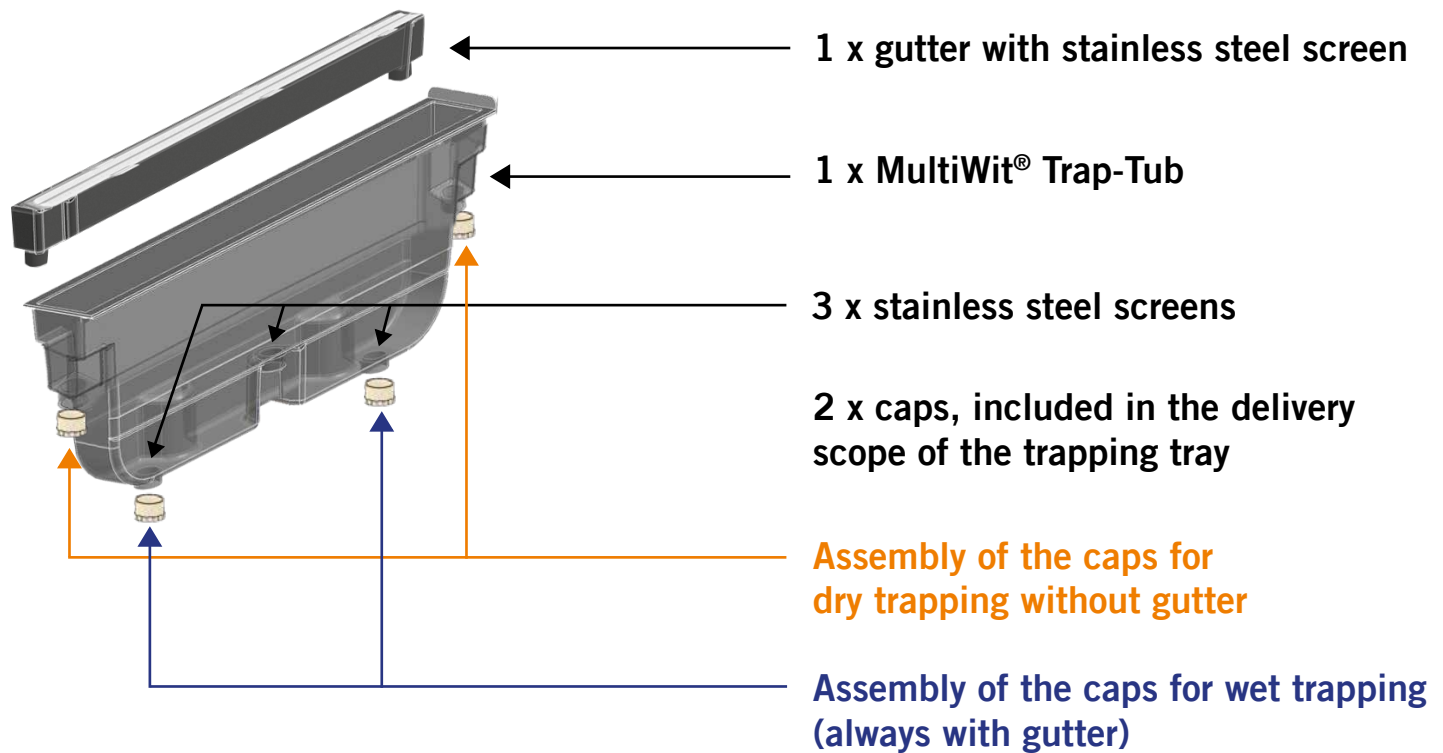 1 x gutter with stainless steel screen
1 x MultiWit® Trap-Tub
3 x stainless steel screens
2 x caps, included in the delivery
scope of the trapping tray
Assembly of the caps for
dry trapping without gutter
Assembly of the caps for wet trapping
(always with gutter)